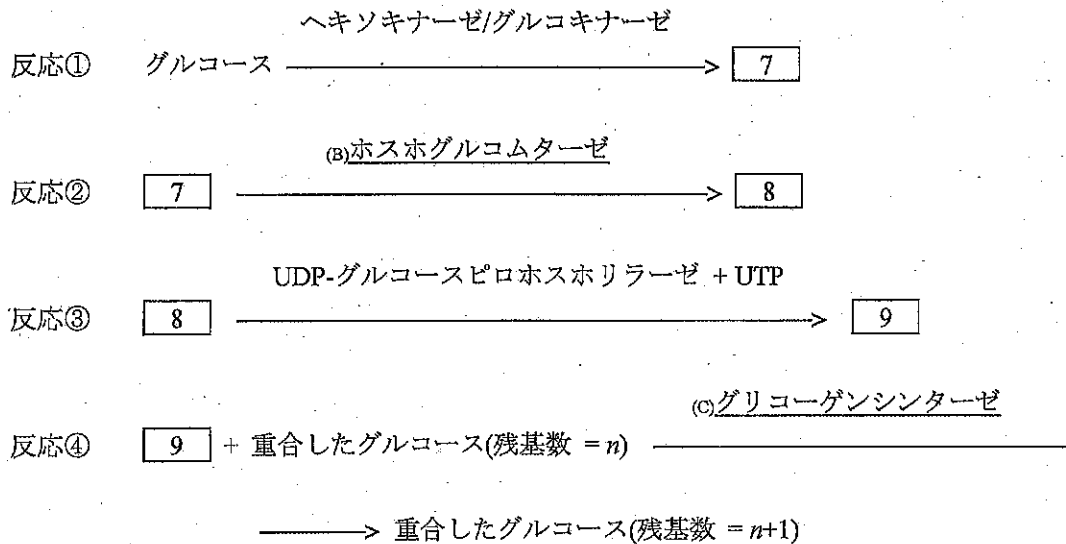 ヘキソキナーゼ/グルコキナーゼ
反応① グルコース 7
(B)ホスホグルコムターゼ
反応② 7 8
UDP-グルコースピロホスホリラーゼ + UTP
反応③ 8 9
(C)グリコーゲンシンターゼ
反応④ 9 + 重合したグルコース(残基数 = n)
重合したグルコース(残基数 = n+1)